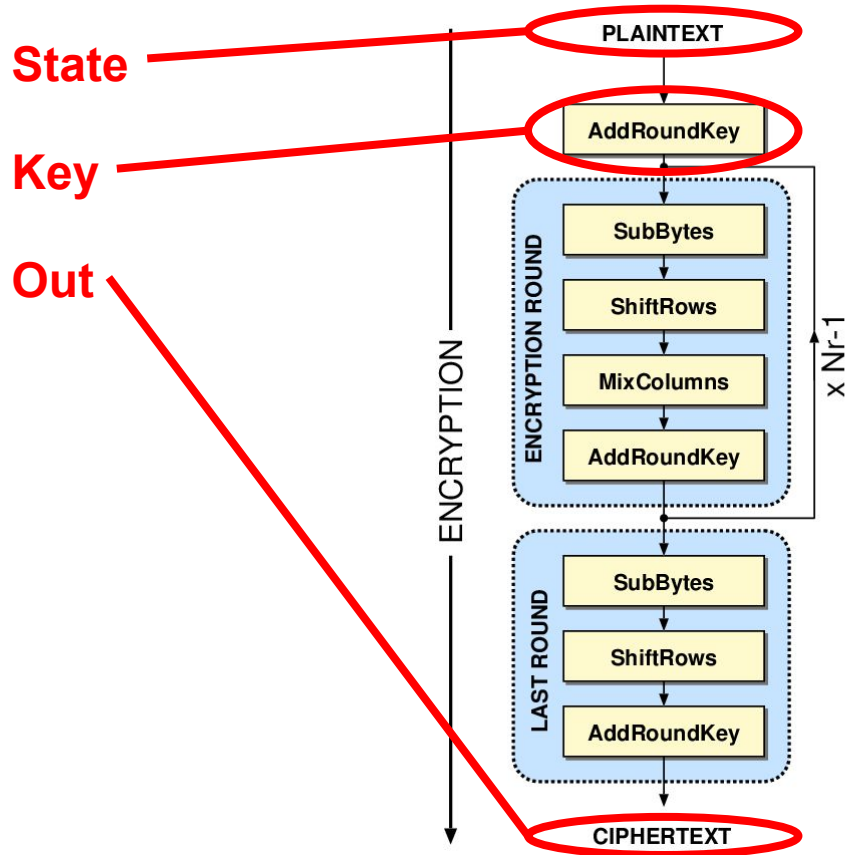 State
Key
Out
ENCRYPTION
PLAINTEXT
AddRoundKey
ENCRYPTION ROUND
SubBytes
ShiftRows
MixColumns
AddRoundKey
x Nr-1
LAST ROUND
SubBytes
ShiftRows
AddRoundKey
CIPHERTEXT